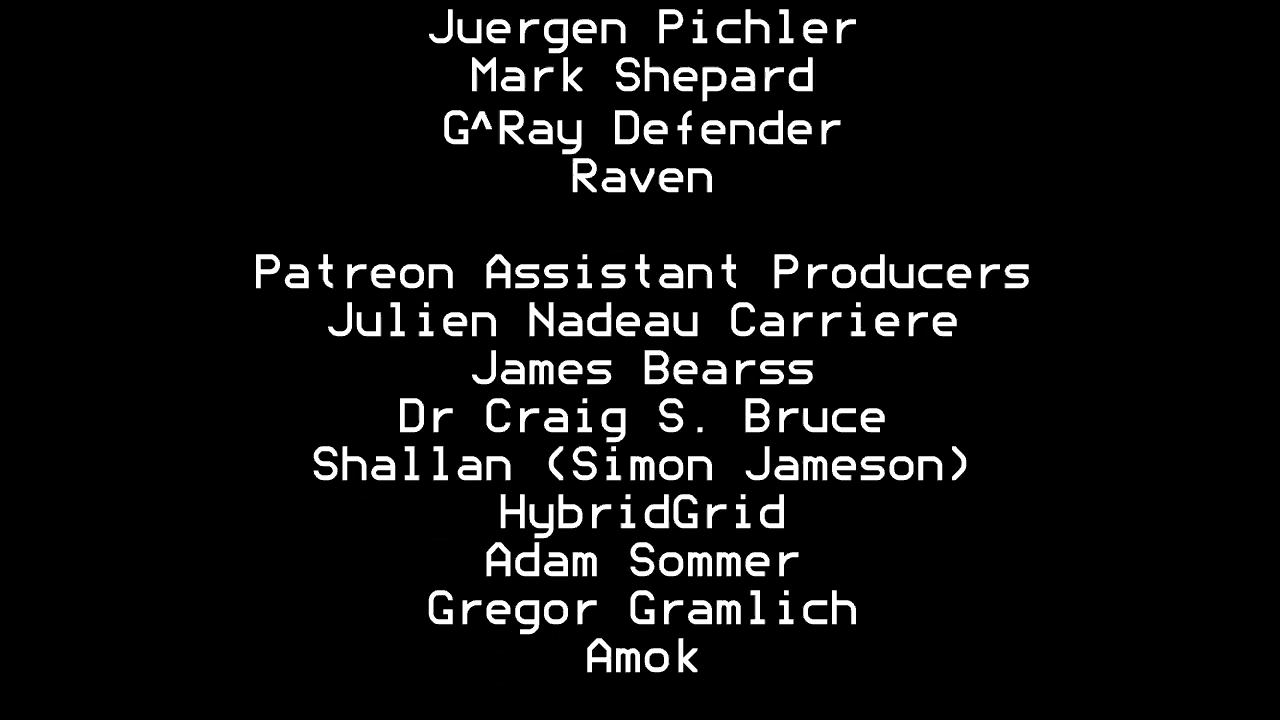 Juergen Pichler
Mark Shepard
G^Ray Defender
Raven
Patreon Assistant Producers
Julien Nadeau Carriere
James Bearss
Dr Craig S. Bruce
Shallan (Simon Jameson)
HybridGrid
Adam Sommer
Gregor Gramlich
Amok